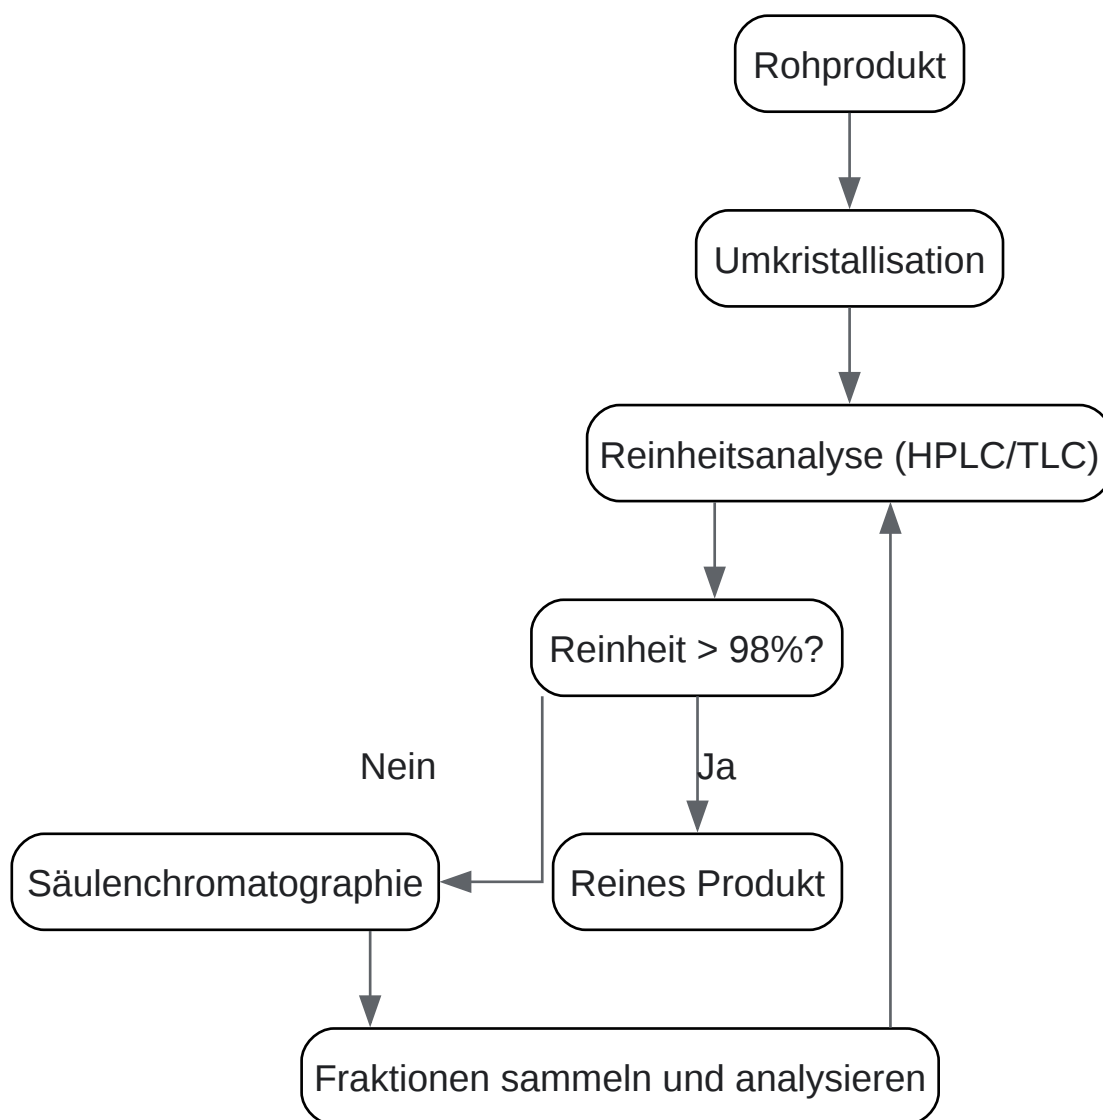 Rohprodukt
Umkristallisation
Reinheitsanalyse (HPLC/TLC)
Reinheit > 98%?
Nein
Ja
Säulenchromatographie
Reines Produkt
Fraktionen sammeln und analysieren